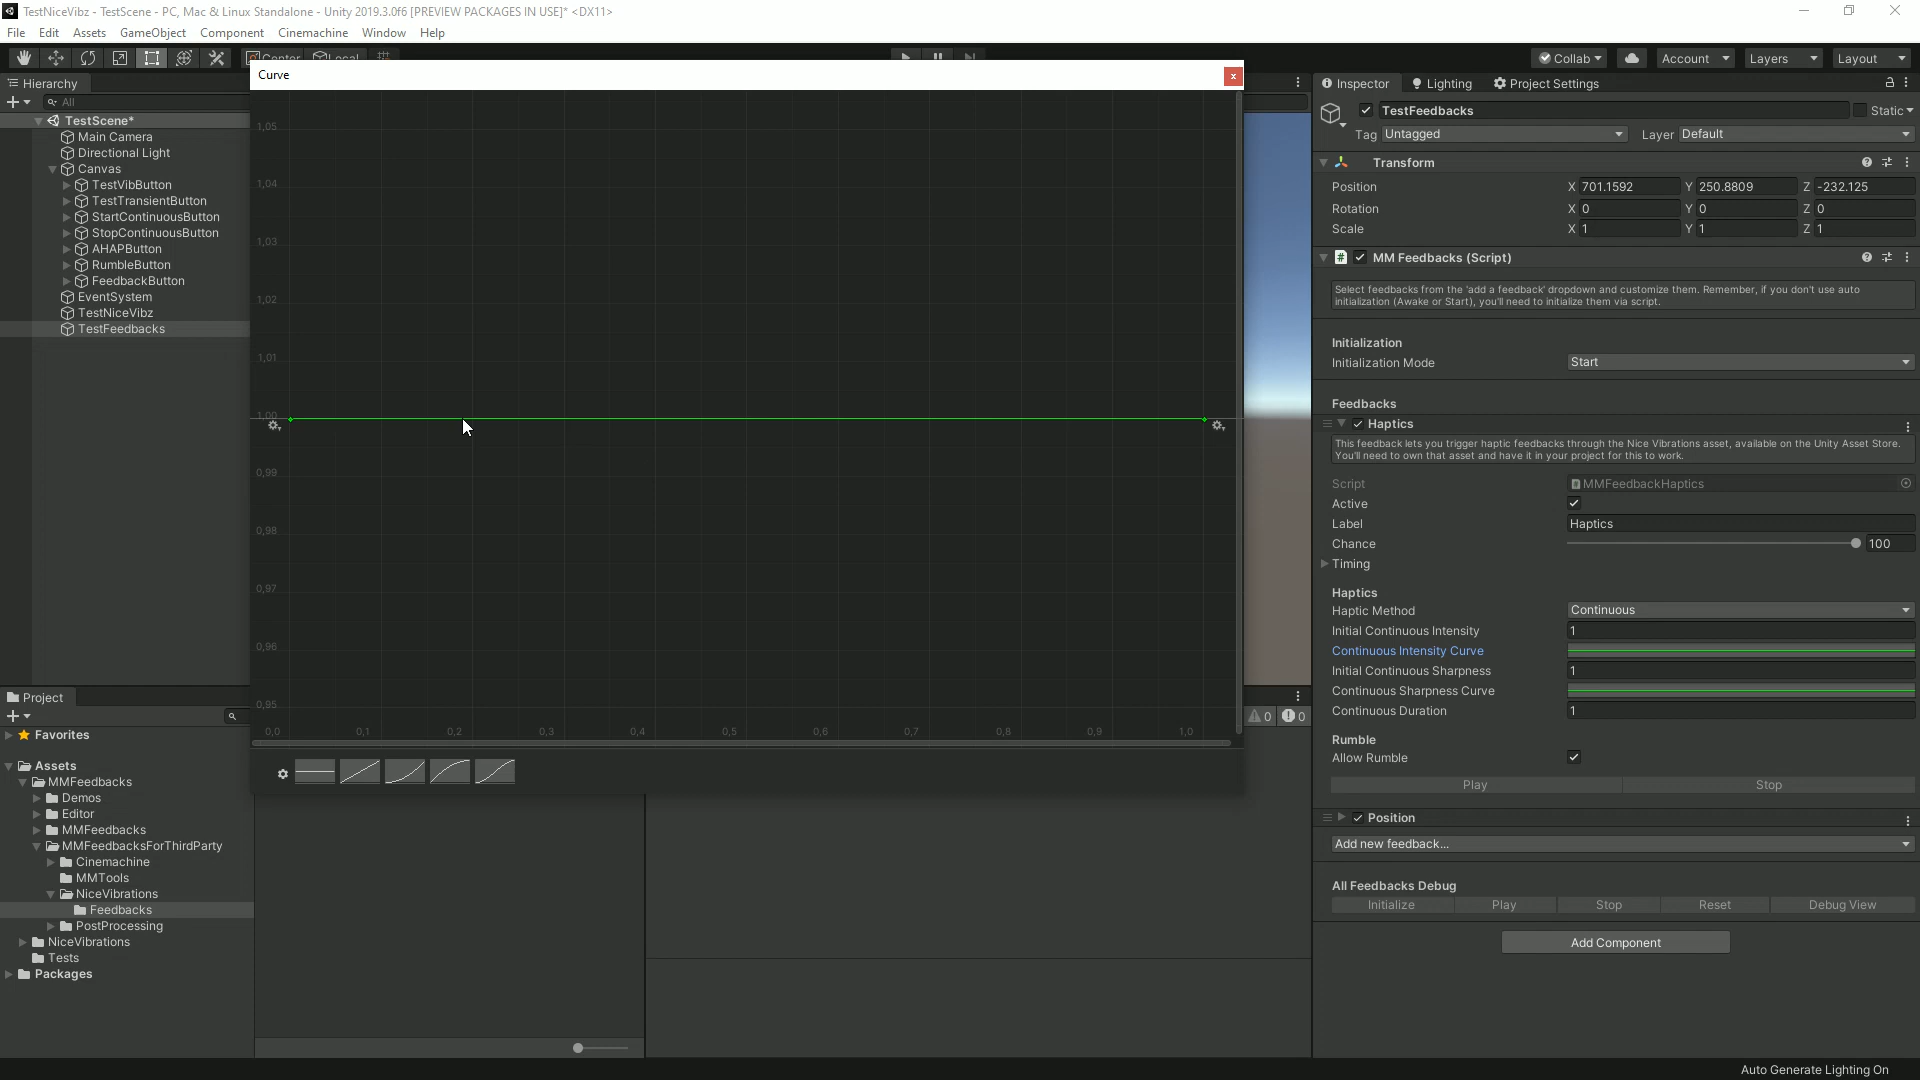 TestNiceVibz - TestScene - PC, Mac & Linux Standalone - Unity 2019.3.0f6 [PREVIEW PACKAGES IN USE]* <DX11>
File Edit Assets GameObject Component Cinemachine Window Help
Center Local Collab Account Layers Layout
Curve
Hierarchy
All
TestScene*
Main Camera
Directional Light
Canvas
TestVibButton
TestTransientButton
StartContinuousButton
StopContinuousButton
AHAPButton
RumbleButton
FeedbackButton
EventSystem
TestNiceVibz
TestFeedbacks
1,05
1,04
1,03
1,02
1,01
1,00
0,99
0,98
0,97
0,96
0,95
0,0 0,1 0,2 0,3 0,4 0,5 0,6 0,7 0,8 0,9 1,0
Project
Favorites
Assets
MMFeedbacks
Demos
Editor
MMFeedbacks
MMFeedbacksForThirdParty
Cinemachine
MMTools
NiceVibrations
Feedbacks
PostProcessing
NiceVibrations
Tests
Packages
0 0
Inspector Lighting Project Settings
TestFeedbacks Static
Tag Untagged Layer Default
Transform
Position X 701.1592 Y 250.8809 Z -232.125
Rotation X 0 Y 0 Z 0
Scale X 1 Y 1 Z 1
MM Feedbacks (Script)
Select feedbacks from the 'add a feedback' dropdown and customize them. Remember, if you don't use auto
initialization (Awake or Start), you'll need to initialize them via script.
Initialization
Initialization Mode Start
Feedbacks
Haptics
This feedback lets you trigger haptic feedbacks through the Nice Vibrations asset, available on the Unity Asset Store.
You'll need to own that asset and have it in your project for this to work.
Script MMFeedbackHaptics
Active
Label Haptics
Chance 100
Timing
Haptics
Haptic Method Continuous
Initial Continuous Intensity 1
Continuous Intensity Curve
Initial Continuous Sharpness 1
Continuous Sharpness Curve
Continuous Duration 1
Rumble
Allow Rumble
Play Stop
Position
Add new feedback...
All Feedbacks Debug
Initialize Play Stop Reset Debug View
Add Component
Auto Generate Lighting On